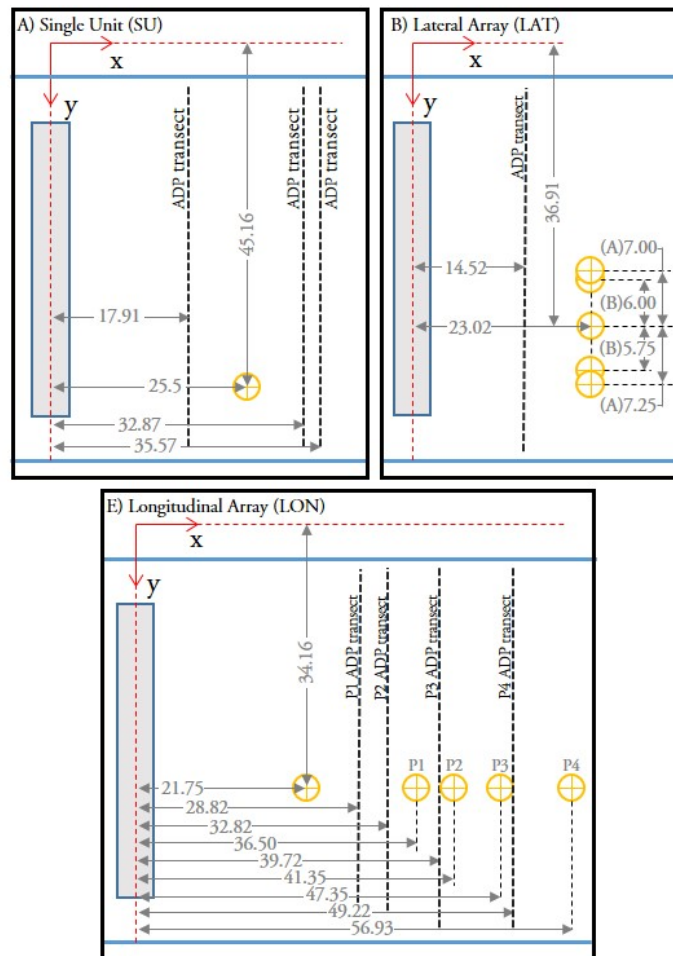 A) Single Unit (SU)
x
y
ADP transect
ADP transect
ADP transect
45.16
17.91
25.5
32.87
35.57
B) Lateral Array (LAT)
x
y
ADP transect
36.91
(A)7.00
14.52
(B)6.00
23.02
(B)5.75
(A)7.25
E) Longitudinal Array (LON)
x
y
P1 ADP transect
P2 ADP transect
P3 ADP transect
P4 ADP transect
34.16
P1
P2
P3
P4
21.75
28.82
32.82
36.50
39.72
41.35
47.35
49.22
56.93